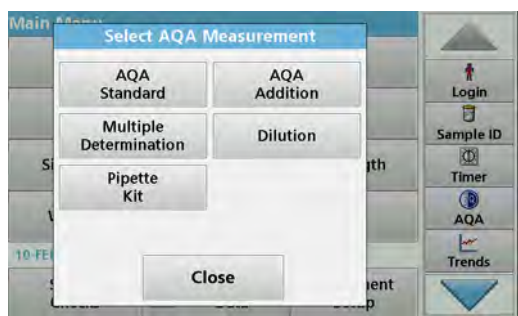 Main Menu
Select AQA Measurement
AQA
Standard
AQA
Addition
Multiple
Determination
Dilution
Pipette
Kit
Close
10-FE
Login
Sample ID
Timer
AQA
Trends